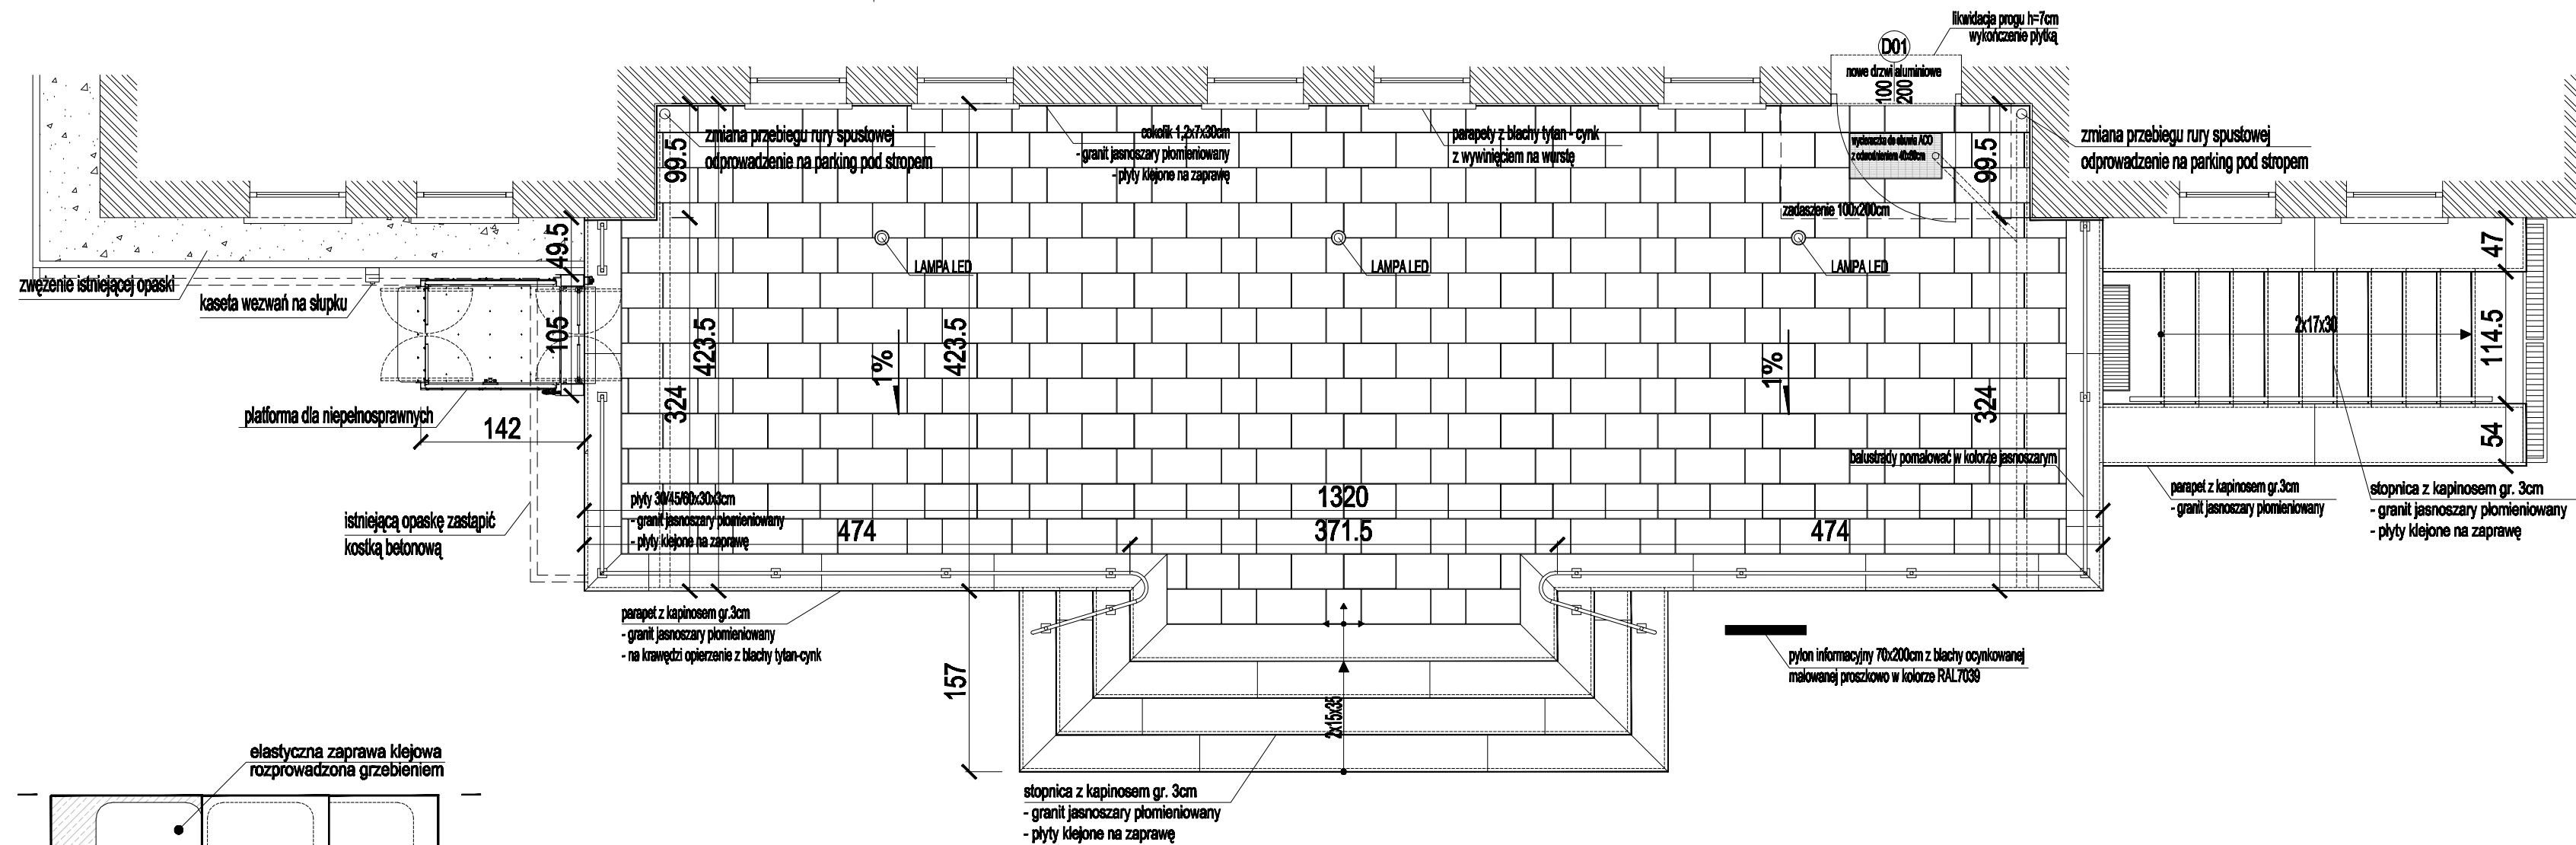 likwidacja progu h=7cm
wykończenie płytką
D01
nowe drzwi aluminiowe
100
200
zmiana przebiegu rury spustowej
odprowadzenie na parking pod stropem
cokolik 1,2x7x30cm
- granit jasnoszary płomieniowany
- płyty klejone na zaprawę
parapety z blachy tytan - cynk
z wywinięciem na wurstę
wycieraczka do obuwia ACO
z odwodnieniem
zadaszenie 100x200cm
zmiana przebiegu rury spustowej
odprowadzenie na parking pod stropem
99.5
99.5
49.5
47
zwężenie istniejącej opaski
kaseta wezwań na słupku
LAMPA LED
LAMPA LED
LAMPA LED
105
423.5
423.5
1%
1%
2x17x30
114.5
324
324
platforma dla niepełnosprawnych
142
54
balustrady pomalować w kolorze jasnoszarym
płyty 30/45/60x30x3cm
- granit jasnoszary płomieniowany
- płyty klejone na zaprawę
1320
474
371.5
474
istniejącą opaskę zastąpić
kostką betonową
parapet z kapinosem gr.3cm
- granit jasnoszary płomieniowany
stopnica z kapinosem gr. 3cm
- granit jasnoszary płomieniowany
- płyty klejone na zaprawę
parapet z kapinosem gr.3cm
- granit jasnoszary płomieniowany
- na krawędzi opierzenie z blachy tytan-cynk
157
2x15x35
pylon informacyjny 70x200cm z blachy ocynkowanej
malowanej proszkowo w kolorze RAL7039
elastyczna zaprawa klejowa
rozprowadzona grzebieniem
stopnica z kapinosem gr. 3cm
- granit jasnoszary płomieniowany
- płyty klejone na zaprawę